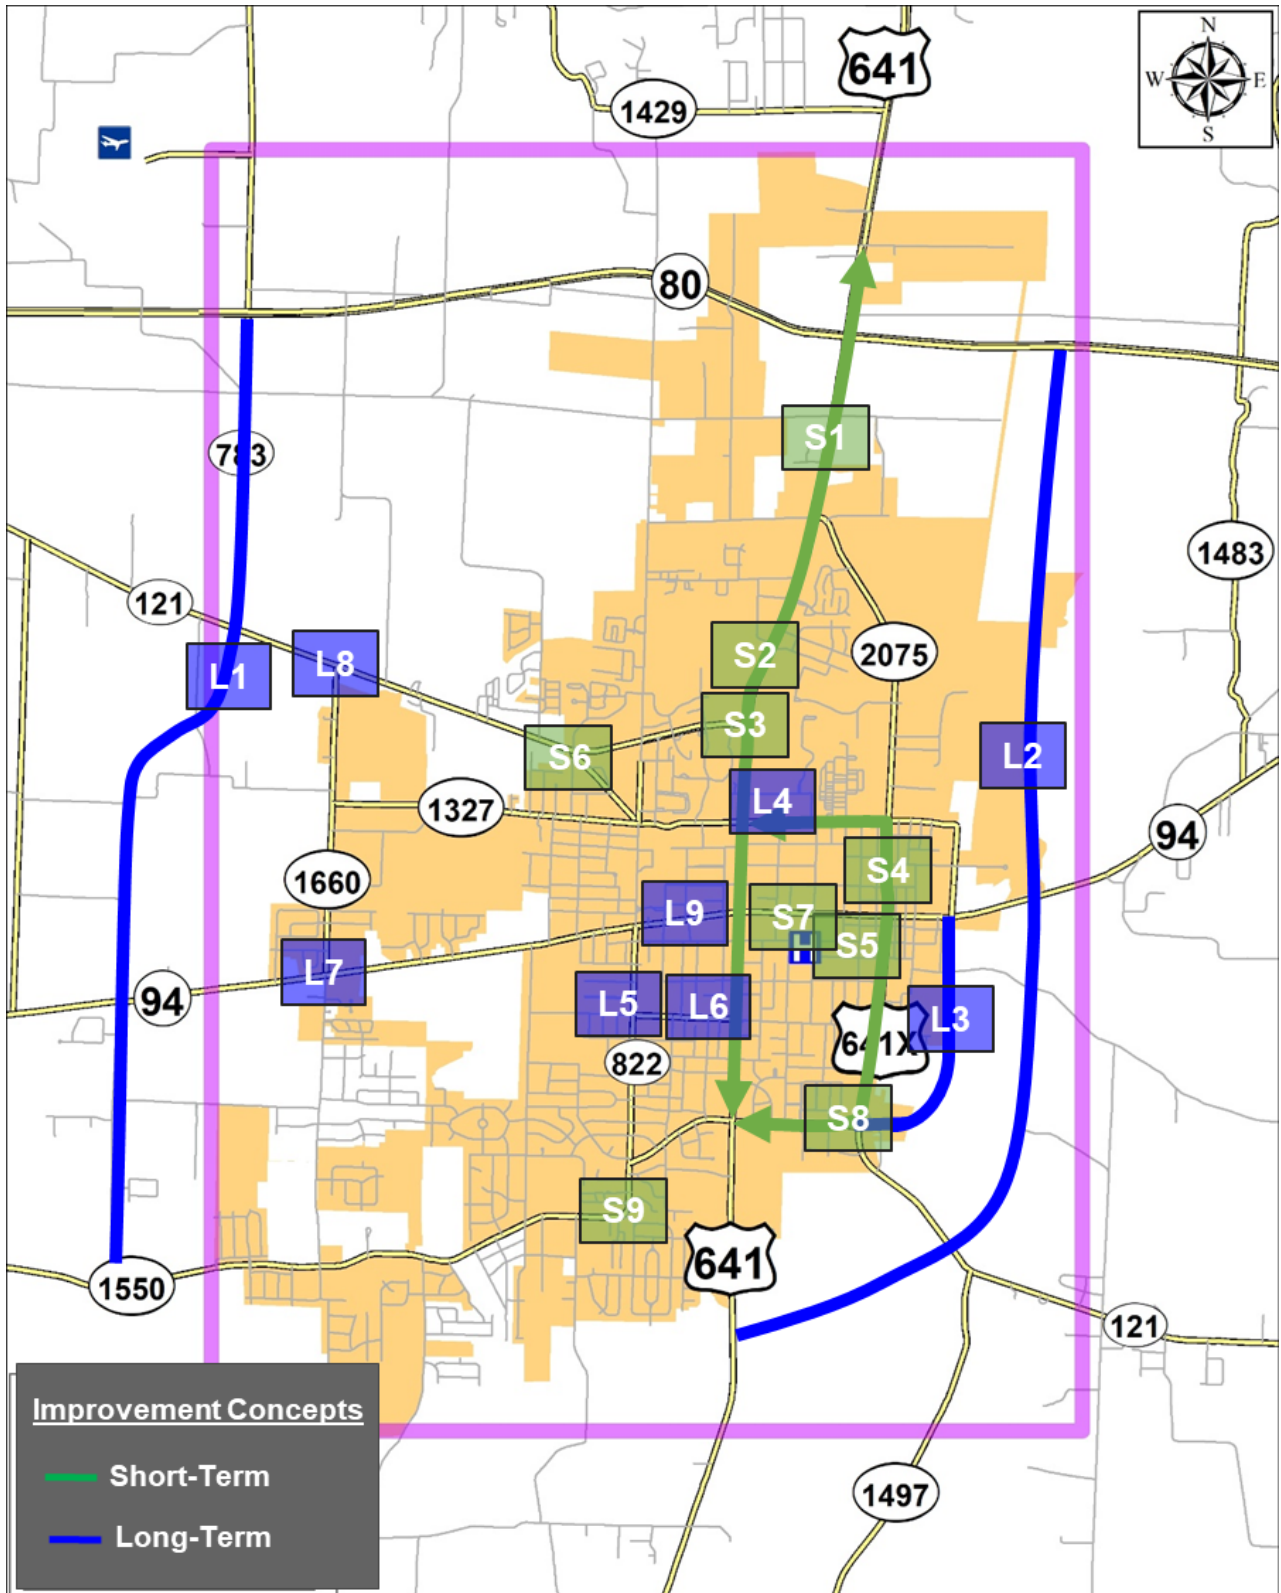 N
W E
S
641
1429
80
S1
783
1483
121
L1
L8
S2
2075
S3
S6
L2
L4
1327
94
1660
S4
L9
S7
S5
L7
94
L5
L6
L3
641X
822
S8
S9
641
1550
121
1497
Improvement Concepts
Short-Term
Long-Term